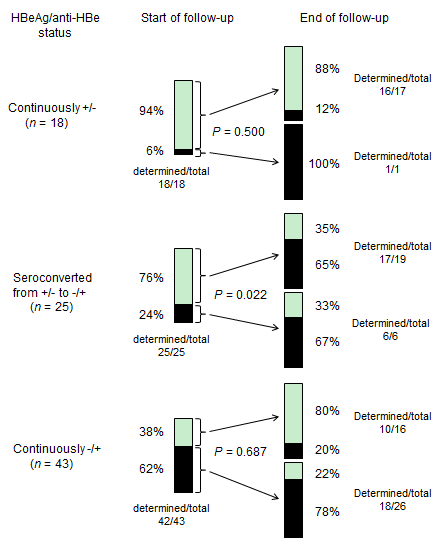 HBeAg/anti-HBe
status
Start of follow-up
End of follow-up
Continuously +/-
(n = 18)
94%
6%
determined/total
18/18
P = 0.500
88%
12%
Determined/total
16/17
100%
Determined/total
1/1
Seroconverted
from +/- to -/+
(n = 25)
76%
24%
determined/total
25/25
P = 0.022
35%
65%
Determined/total
17/19
33%
67%
Determined/total
6/6
Continuously -/+
(n = 43)
38%
62%
determined/total
42/43
P = 0.687
80%
20%
Determined/total
10/16
22%
78%
Determined/total
18/26